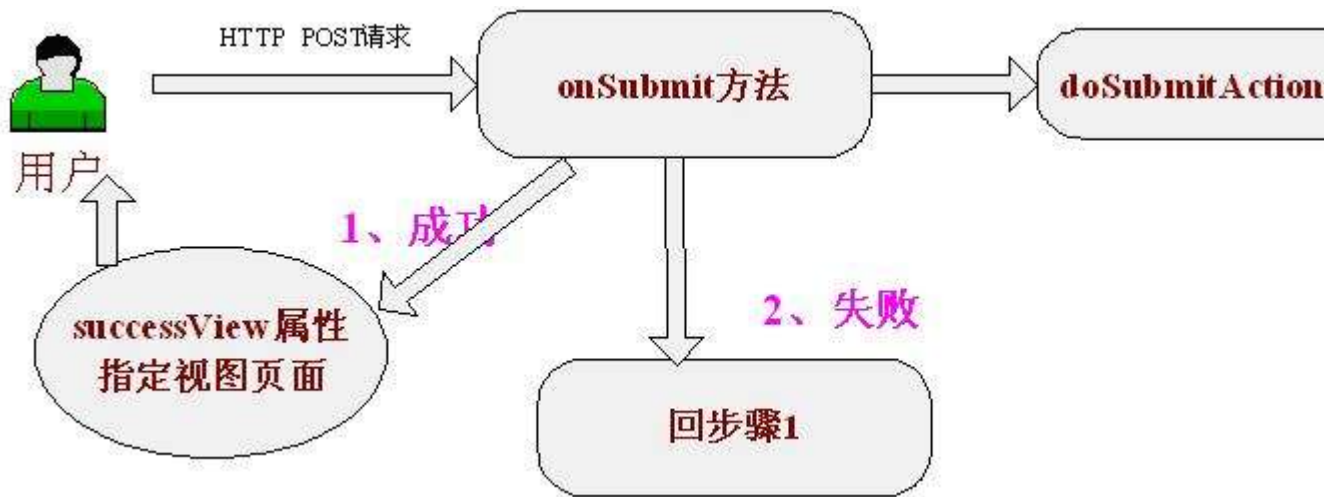 HTTP POST请求
onSubmit方法
doSubmitAction
用户
1、成功
successView属性
指定视图页面
2、失败
回步骤1